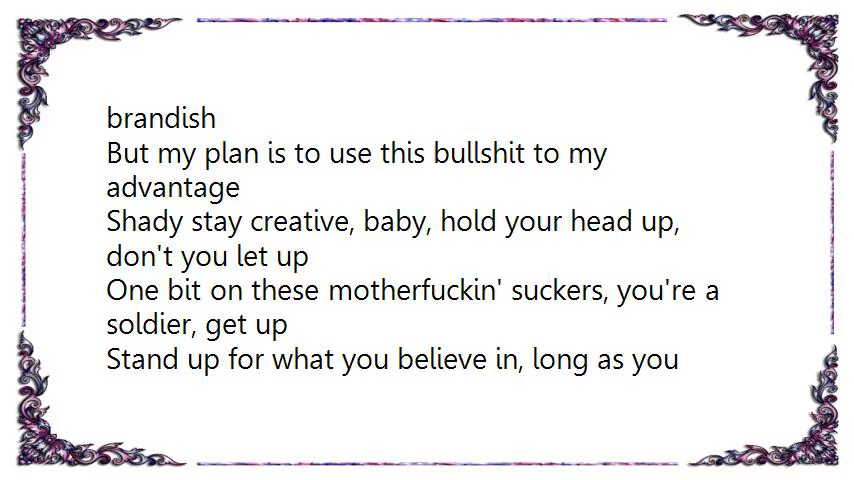 brandish
But my plan is to use this bullshit to my
advantage
Shady stay creative, baby, hold your head up,
don't you let up
One bit on these motherfuckin' suckers, you're a
soldier, get up
Stand up for what you believe in, long as you